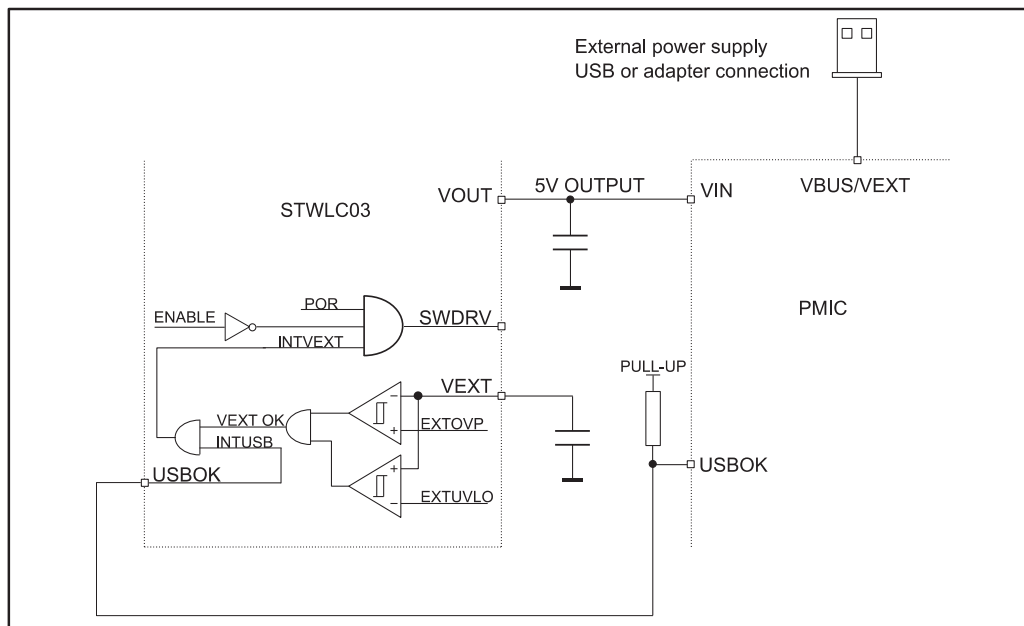 External power supply
USB or adapter connection
VOUT
5V OUTPUT
VIN
VBUS/VEXT
STWLC03
PMIC
POR
ENABLE
SWDRV
INTVEXT
PULL-UP
VEXT
VEXT OK
EXTOVP
INTUSB
USBOK
USBOK
EXTUVLO
+
-
+
-